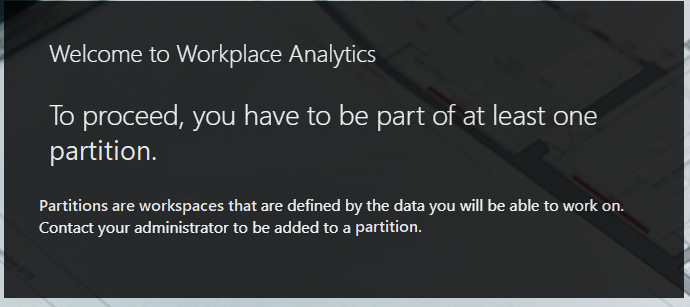 Welcome to Workplace Analytics
To proceed, you have to be part of at least one
partition.
Partitions are workspaces that are defined by the data you will be able to work on.
Contact your administrator to be added to a partition.